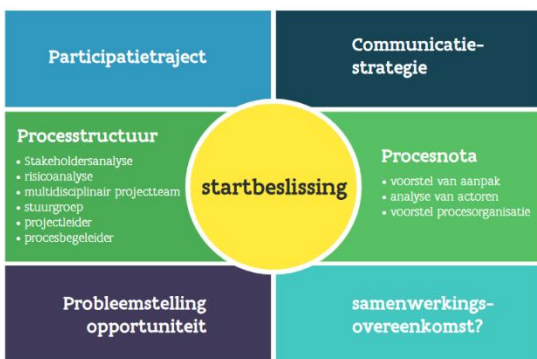 Participatietraject
Communicatie-
strategie
Processtructuur
• Stakeholdersanalyse
• risicoanalyse
• multidisciplinair projectteam
• stuurgroep
• projectleider
• procesbegeleider
startbeslissing
Procesnota
• voorstel van aanpak
• analyse van actoren
• voorstel procesorganisatie
Probleemstelling
opportuniteit
samenwerkings-
overeenkomst?